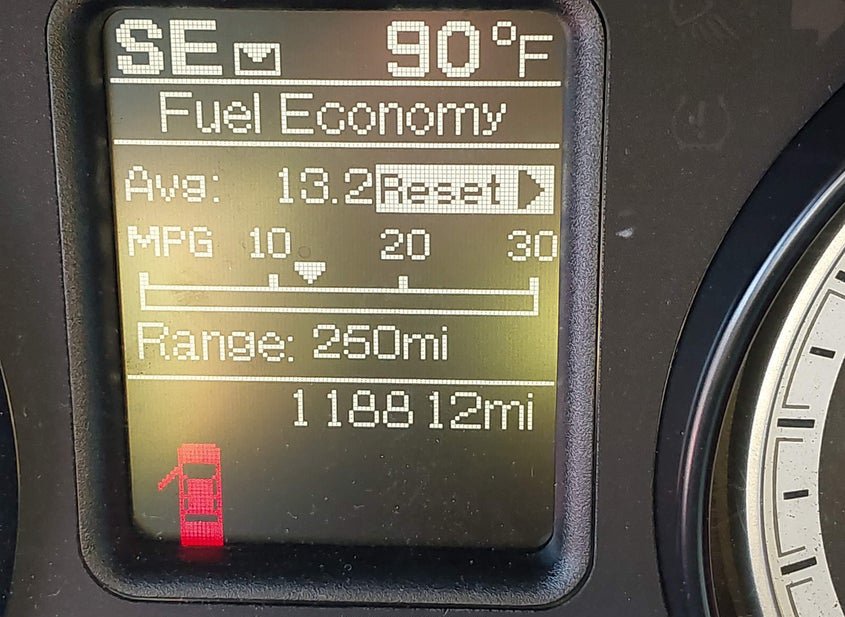 SE 90°F
Fuel Economy
Avg: 13.2 Reset
MPG 10 20 30
Range: 250mi
118812mi